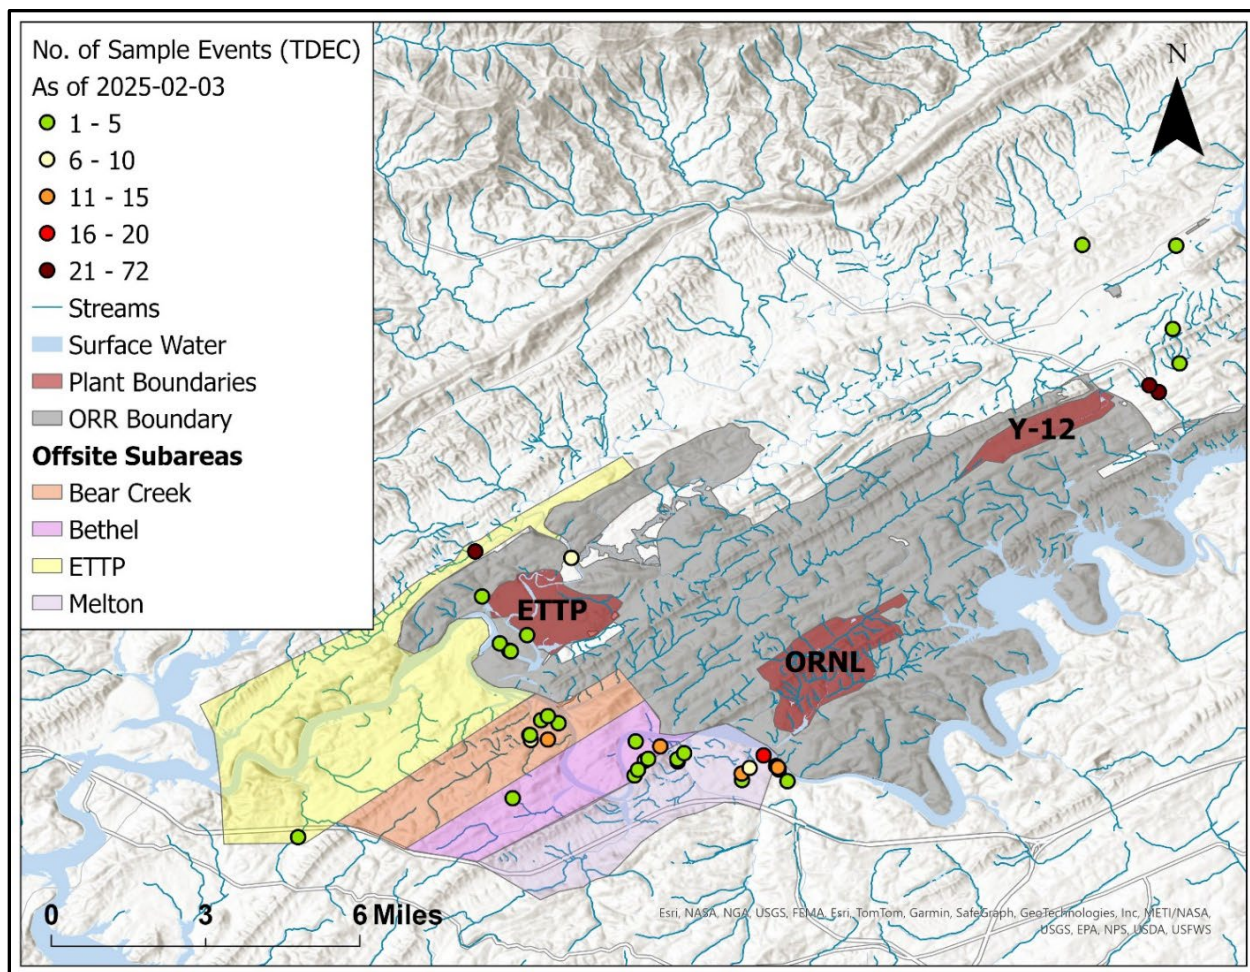 No. of Sample Events (TDEC)
As of 2025-02-03
1 - 5
6 - 10
11 - 15
16 - 20
21 - 72
Streams
Surface Water
Plant Boundaries
ORR Boundary
Offsite Subareas
Bear Creek
Bethel
ETTP
Melton
N
Y-12
ETTP
ORNL
0 3 6 Miles
Esri, NASA, NGA, USGS, FEMA, Esri, TomTom, Garmin, SafeGraph, GeoTechnologies, Inc, METI/NASA,
USGS, EPA, NPS, USDA, USFWS